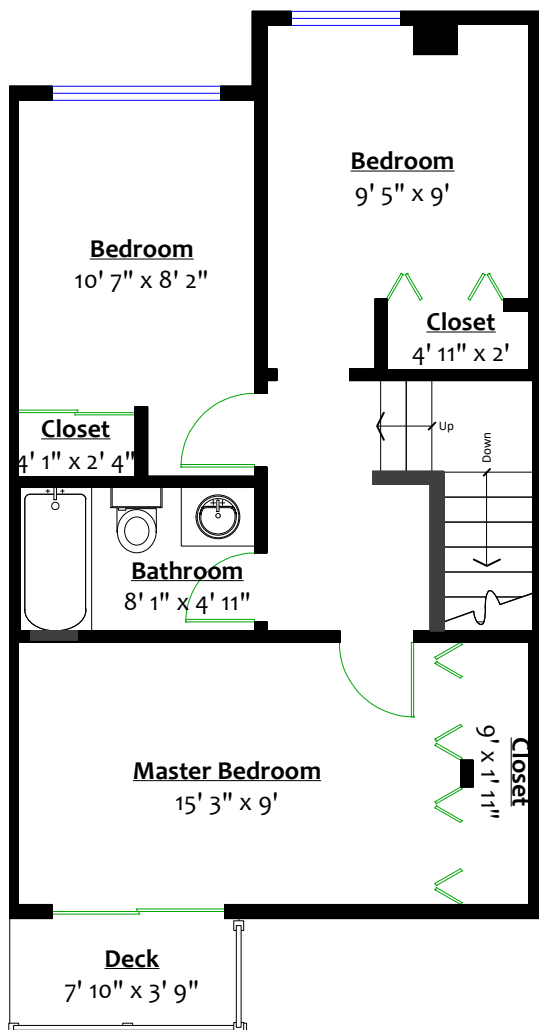 Bedroom
9' 5" x 9'
Bedroom
10' 7" x 8' 2"
Closet
4' 11" x 2'
Closet
4' 1" x 2' 4"
Up
Down
Bathroom
8' 1" x 4' 11"
Master Bedroom
15' 3" x 9'
Closet
9' x 1' 11"
Deck
7' 10" x 3' 9"